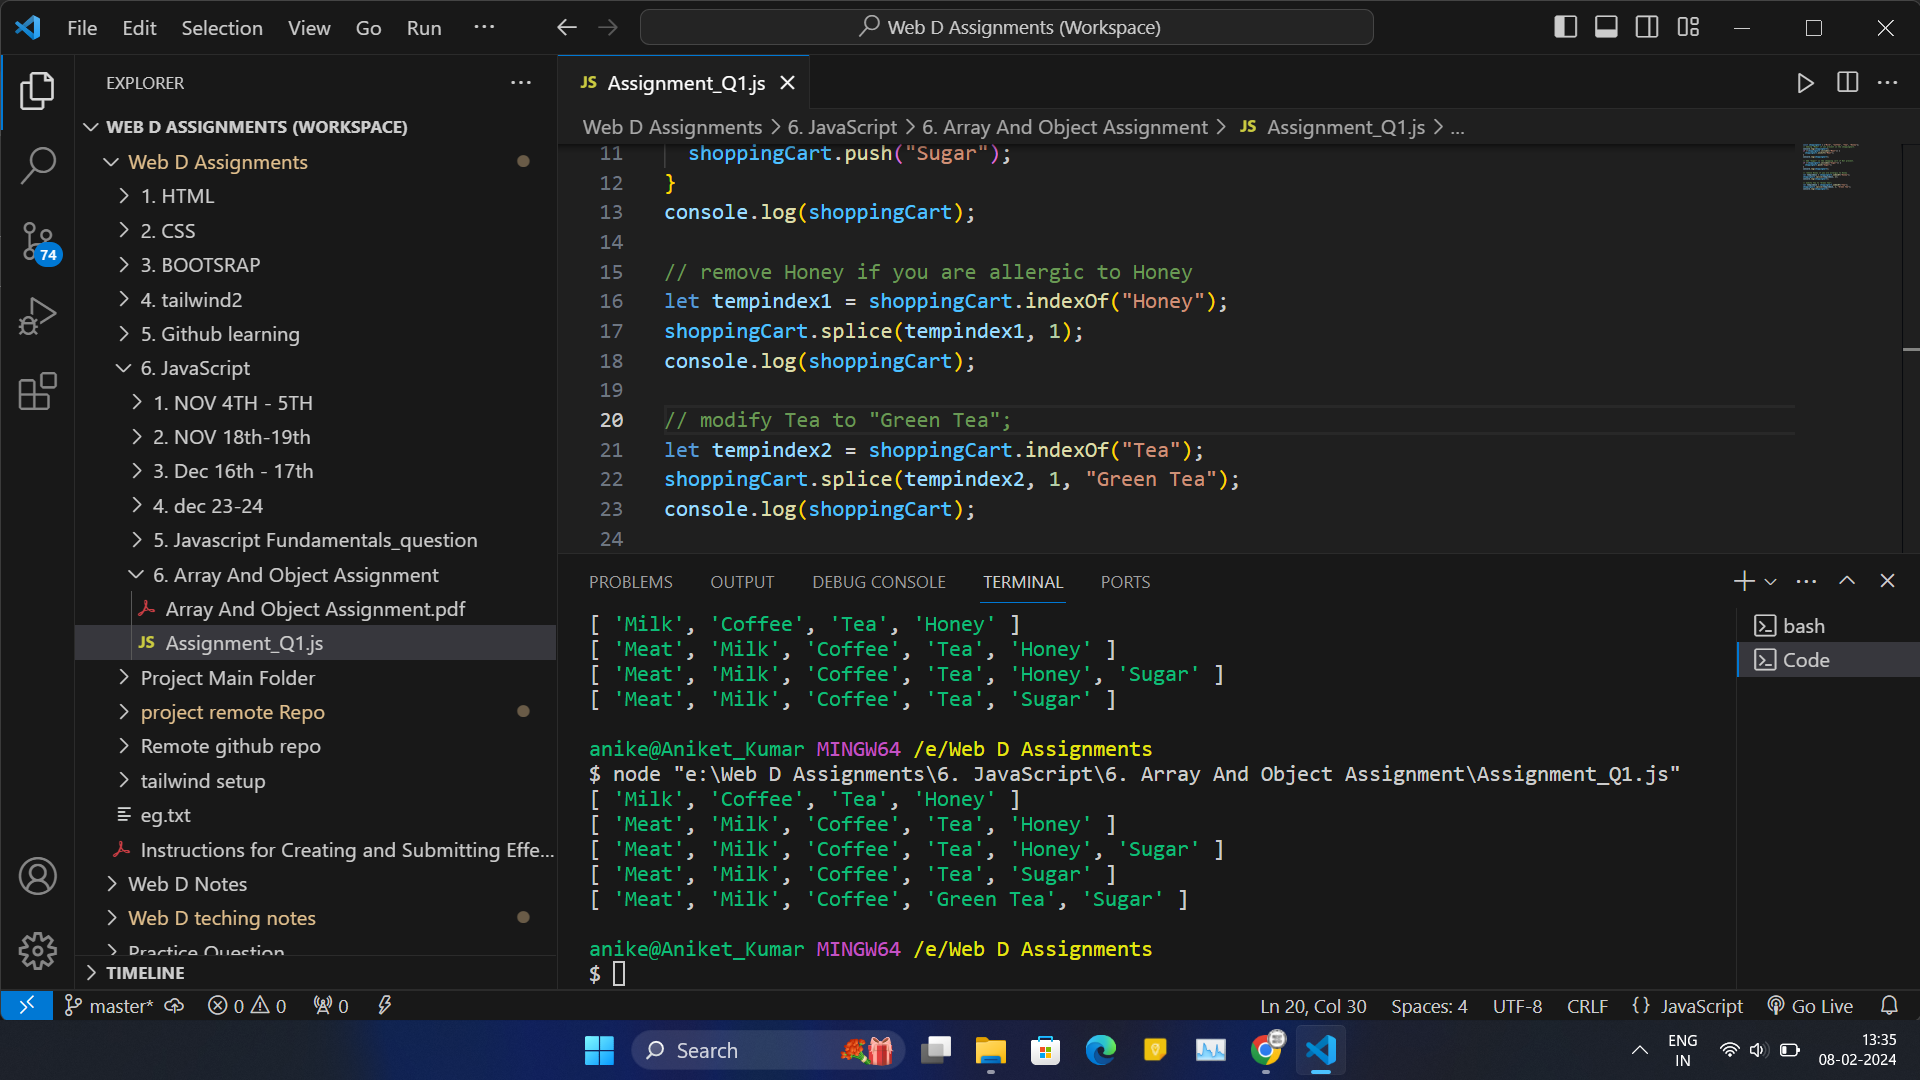 File Edit Selection View Go Run ...
Web D Assignments (Workspace)
EXPLORER
WEB D ASSIGNMENTS (WORKSPACE)
Web D Assignments
1. HTML
2. CSS
3. BOOTSRAP
4. tailwind2
5. Github learning
6. JavaScript
1. NOV 4TH - 5TH
2. NOV 18th-19th
3. Dec 16th - 17th
4. dec 23-24
5. Javascript Fundamentals_question
6. Array And Object Assignment
Array And Object Assignment.pdf
JS Assignment_Q1.js
Project Main Folder
project remote Repo
Remote github repo
tailwind setup
eg.txt
Instructions for Creating and Submitting Effe...
Web D Notes
Web D teching notes
Practice Question
TIMELINE
74
JS Assignment_Q1.js
Web D Assignments > 6. JavaScript > 6. Array And Object Assignment > JS Assignment_Q1.js > ...
11 shoppingCart.push("Sugar");
12 }
13 console.log(shoppingCart);
14
15 // remove Honey if you are allergic to Honey
16 let tempindex1 = shoppingCart.indexOf("Honey");
17 shoppingCart.splice(tempindex1, 1);
18 console.log(shoppingCart);
19
20 // modify Tea to "Green Tea";
21 let tempindex2 = shoppingCart.indexOf("Tea");
22 shoppingCart.splice(tempindex2, 1, "Green Tea");
23 console.log(shoppingCart);
24
PROBLEMS OUTPUT DEBUG CONSOLE TERMINAL PORTS
[ 'Milk', 'Coffee', 'Tea', 'Honey' ]
[ 'Meat', 'Milk', 'Coffee', 'Tea', 'Honey' ]
[ 'Meat', 'Milk', 'Coffee', 'Tea', 'Honey', 'Sugar' ]
[ 'Meat', 'Milk', 'Coffee', 'Tea', 'Sugar' ]
anike@Aniket_Kumar MINGW64 /e/Web D Assignments
$ node "e:\Web D Assignments\6. JavaScript\6. Array And Object Assignment\Assignment_Q1.js"
[ 'Milk', 'Coffee', 'Tea', 'Honey' ]
[ 'Meat', 'Milk', 'Coffee', 'Tea', 'Honey' ]
[ 'Meat', 'Milk', 'Coffee', 'Tea', 'Honey', 'Sugar' ]
[ 'Meat', 'Milk', 'Coffee', 'Tea', 'Sugar' ]
[ 'Meat', 'Milk', 'Coffee', 'Green Tea', 'Sugar' ]
anike@Aniket_Kumar MINGW64 /e/Web D Assignments
$
bash
Code
master* 0 0 0
Ln 20, Col 30 Spaces: 4 UTF-8 CRLF {} JavaScript Go Live
Search
ENG
IN
13:35
08-02-2024